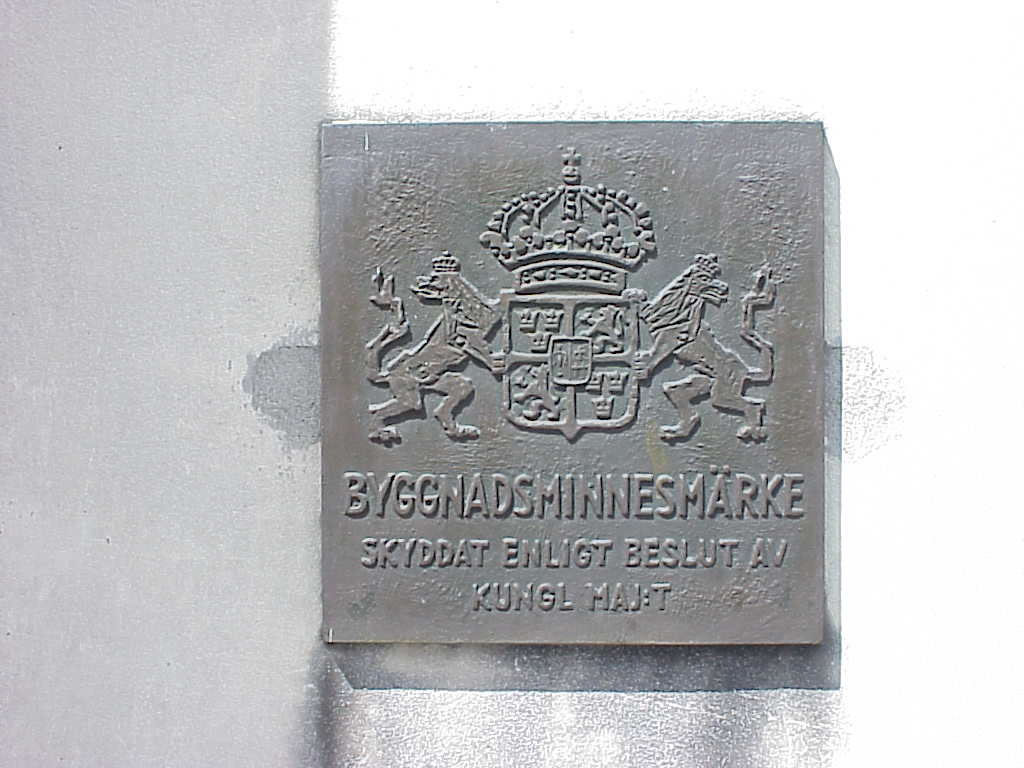 BYGGNADSMINNESMÄRKE
SKYDDAT ENLIGT BESLUT AV
KUNGL MAJ:T